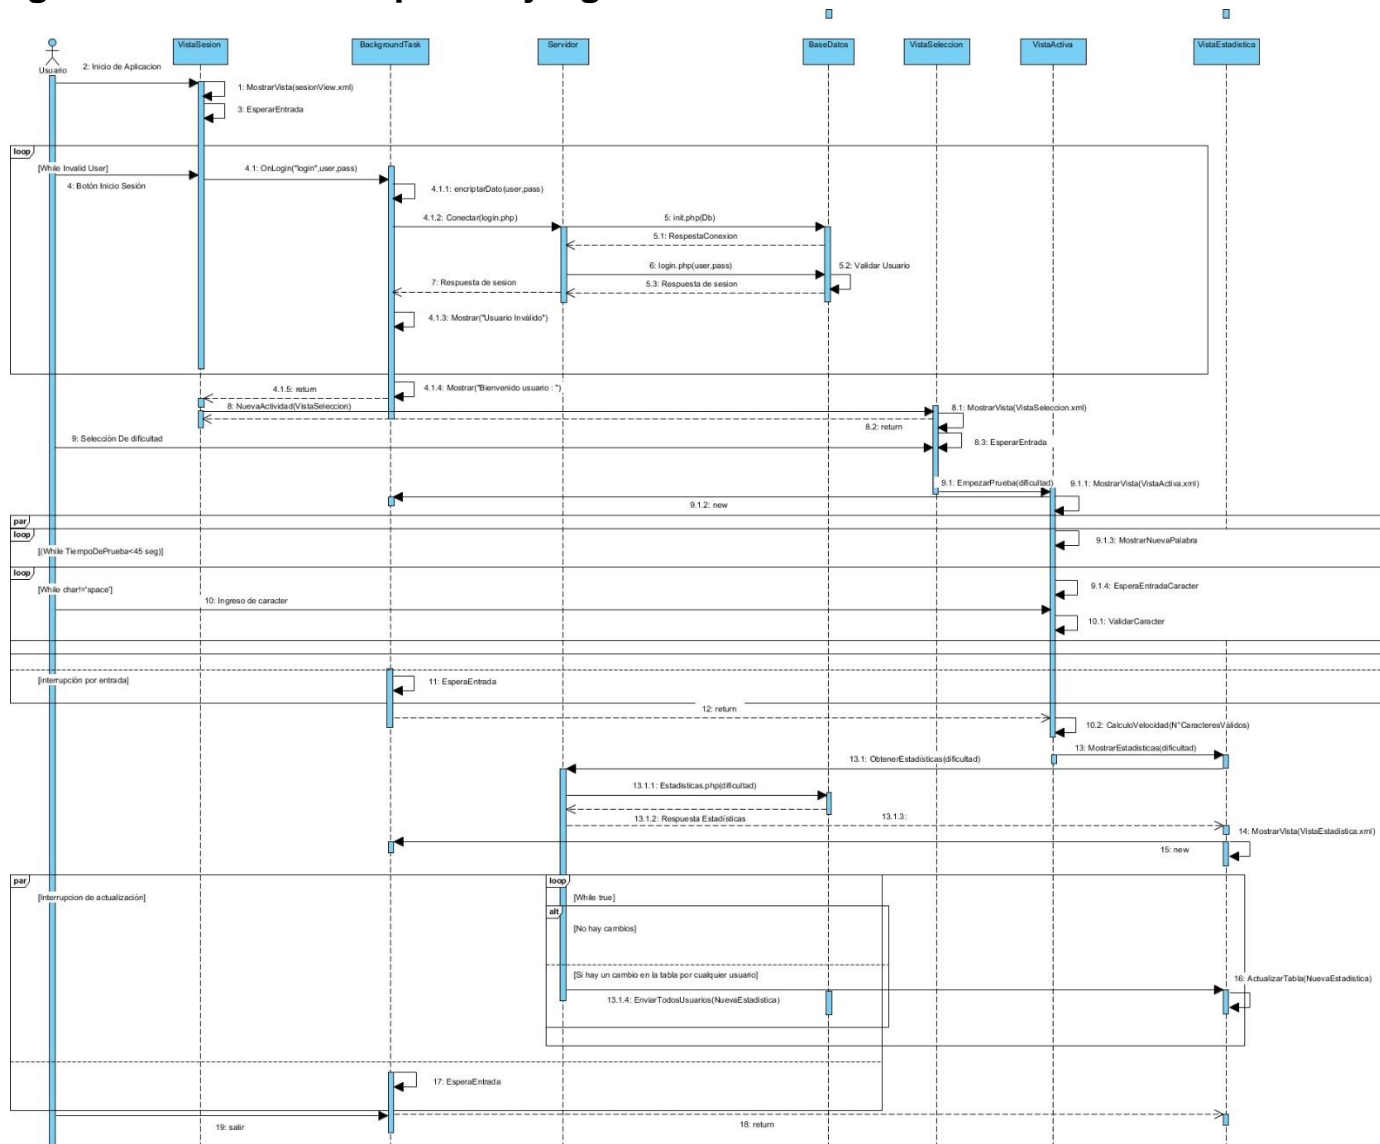 Usuario
VistaSesion
BackgroundTask
Servidor
BaseDatos
VistaSeleccion
VistaActiva
VistaEstadistica
2: Inicio de Aplicacion
1: MostrarVista(sesionView.xml)
3: EsperarEntrada
loop
[While Invalid User]
4: Botón Inicio Sesión
4.1: OnLogin("login",user,pass)
4.1.1: encriptarDato(user,pass)
4.1.2: Conectar(login.php)
5: init.php(Db)
5.1: RespestaConexion
6: login.php(user,pass)
5.2: Validar Usuario
7: Respuesta de sesion
5.3: Respuesta de sesion
4.1.3: Mostrar("Usuario Inválido")
4.1.4: Mostrar("Bienvenido usuario : ")
4.1.5: return
8: NuevaActividad(VistaSeleccion)
8.1: MostrarVista(VistaSeleccion.xml)
8.2: return
9: Selección De dificultad
8.3: EsperarEntrada
9.1: EmpezarPrueba(dificultad)
9.1.1: MostrarVista(VistaActiva.xml)
9.1.2: new
par
loop
[(While TiempoDePrueba<45 seg)]
9.1.3: MostrarNuevaPalabra
loop
[While char!='space']
9.1.4: EsperaEntradaCaracter
10: Ingreso de caracter
10.1: ValidarCaracter
[interrupción por entrada]
11: EsperaEntrada
12: return
10.2: CalculoVelocidad(N°CaracteresVálidos)
13: MostrarEstadisticas(dificultad)
13.1: ObtenerEstadísticas(dificultad)
13.1.1: Estadisticas.php(dificultad)
13.1.2: Respuesta Estadísticas
13.1.3:
14: MostrarVista(VistaEstadistica.xml)
15: new
par
[Interrupcion de actualización]
loop
[While true]
alt
[No hay cambios]
[Si hay un cambio en la tabla por cualquier usuario]
16: ActualizarTabla(NuevaEstadistica)
13.1.4: EnviarTodosUsuarios(NuevaEstadistica)
17: EsperaEntrada
19: salir
18: return